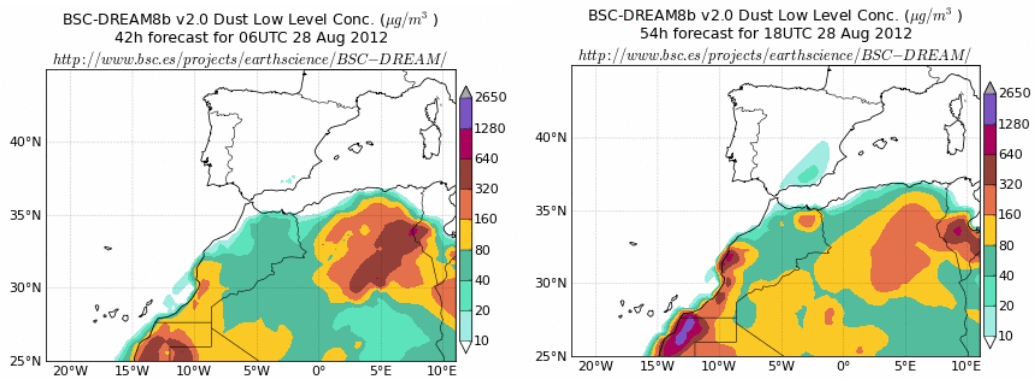 BSC-DREAM8b v2.0 Dust Low Level Conc. (μg/m³ )
42h forecast for 06UTC 28 Aug 2012
http://www.bsc.es/projects/earthscience/BSC−DREAM/
40°N
35°N
30°N
25°N
20°W
15°W
10°W
5°W
0°
5°E
10°E
2650
1280
640
320
160
80
40
20
10
BSC-DREAM8b v2.0 Dust Low Level Conc. (μg/m³ )
54h forecast for 18UTC 28 Aug 2012
http://www.bsc.es/projects/earthscience/BSC−DREAM/
40°N
35°N
30°N
25°N
20°W
15°W
10°W
5°W
0°
5°E
10°E
2650
1280
640
320
160
80
40
20
10